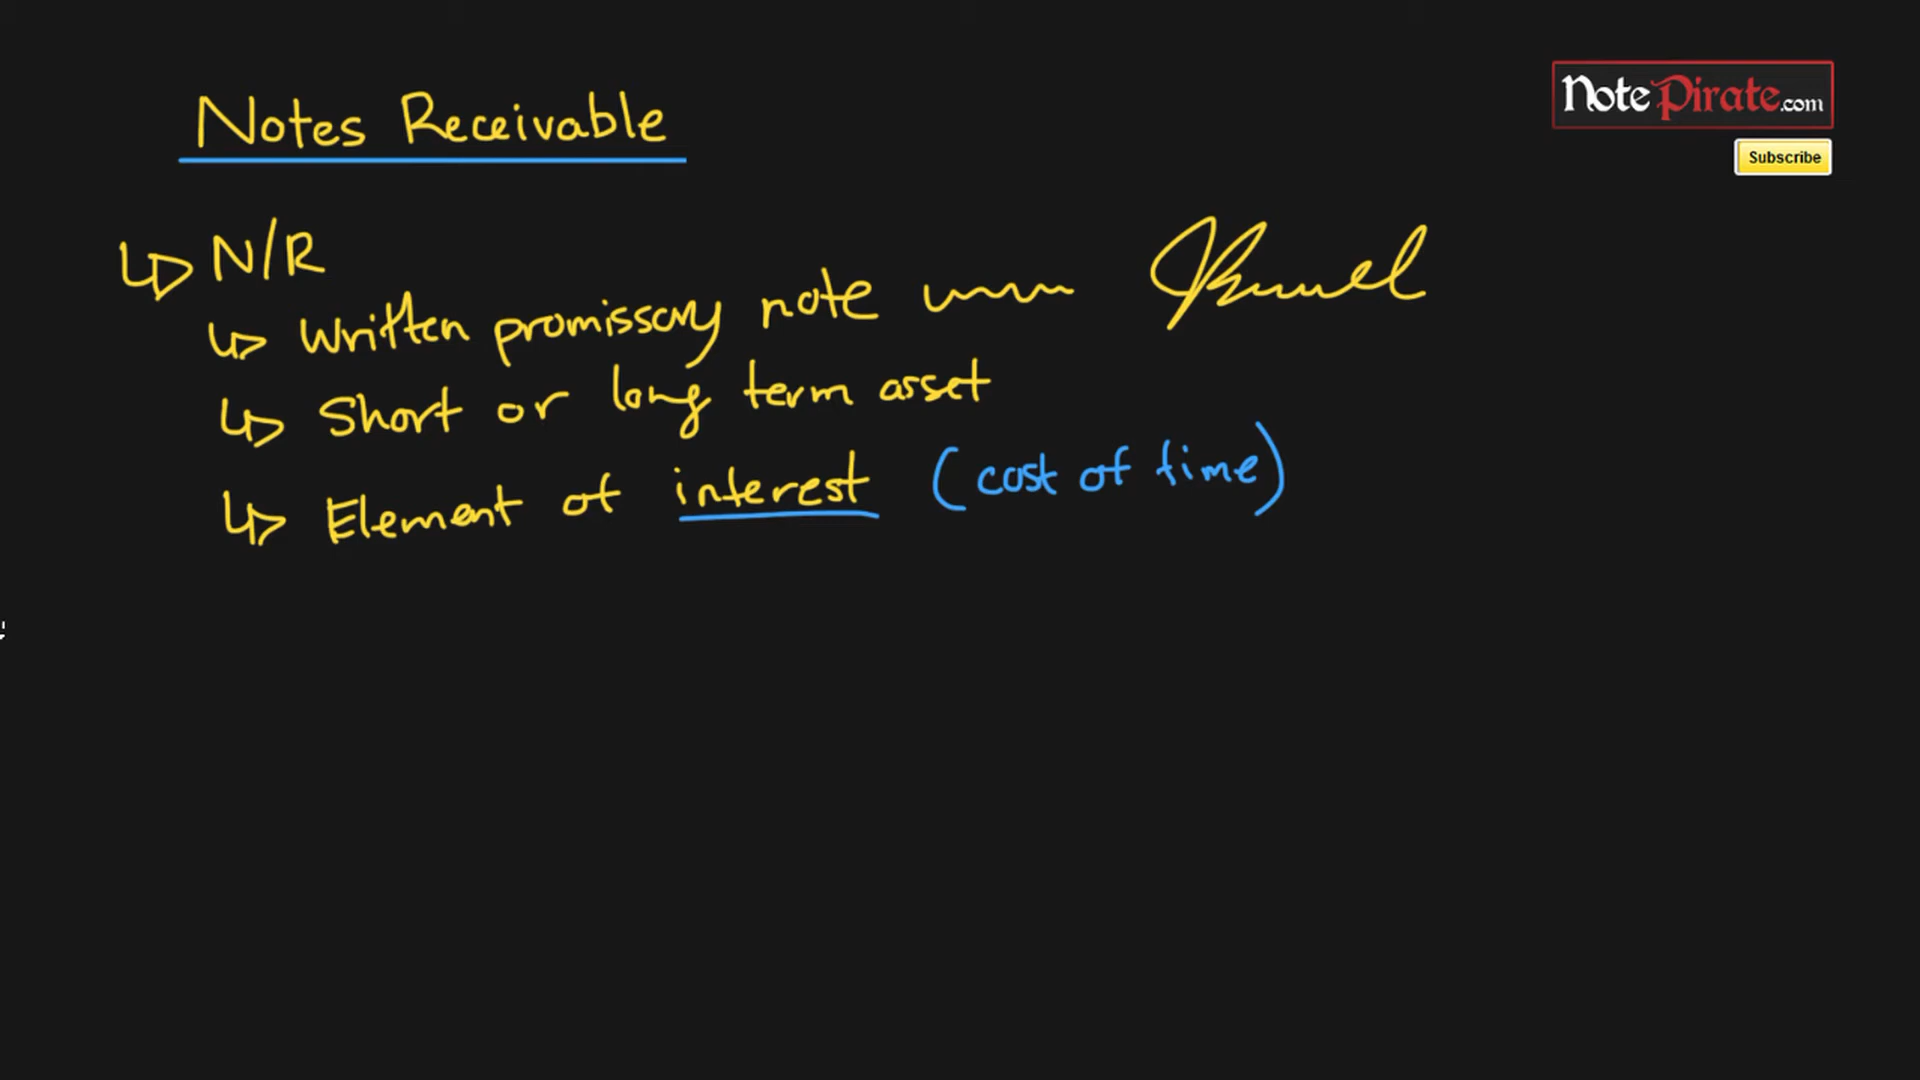 Notes Receivable
NotePirate.com
Subscribe
N/R
Written promissory note
Short or long term asset
Element of interest (cost of time)